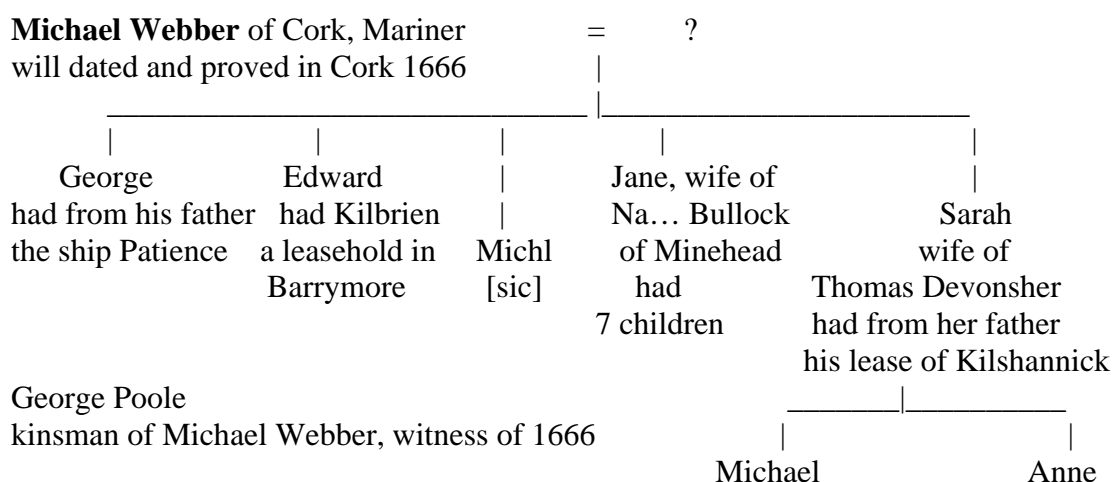 Michael Webber of Cork, Mariner = ?
will dated and proved in Cork 1666
George Edward Jane, wife of
had from his father had Kilbrien Na… Bullock Sarah
the ship Patience a leasehold in Michl of Minehead wife of
Barrymore [sic] had Thomas Devonsher
7 children had from her father
his lease of Kilshannick
George Poole
kinsman of Michael Webber, witness of 1666
Michael Anne